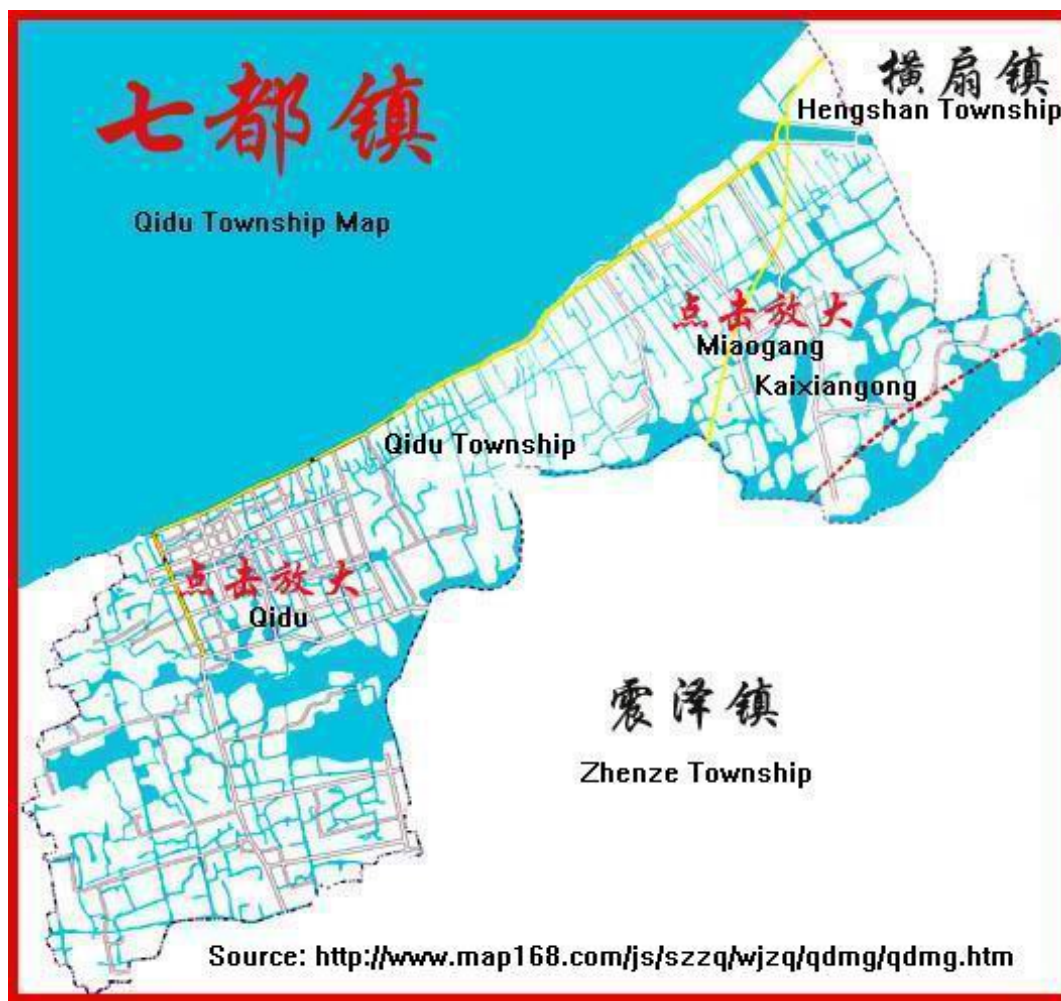 七都镇
Qidu Township Map
横扇镇
Hengshan Township
点击放大
Miaogang
Kaixiangong
Qidu Township
点击放大
Qidu
震泽镇
Zhenze Township
Source: http://www.map168.com/js/szzq/wjzq/qdmg/qdmg.htm